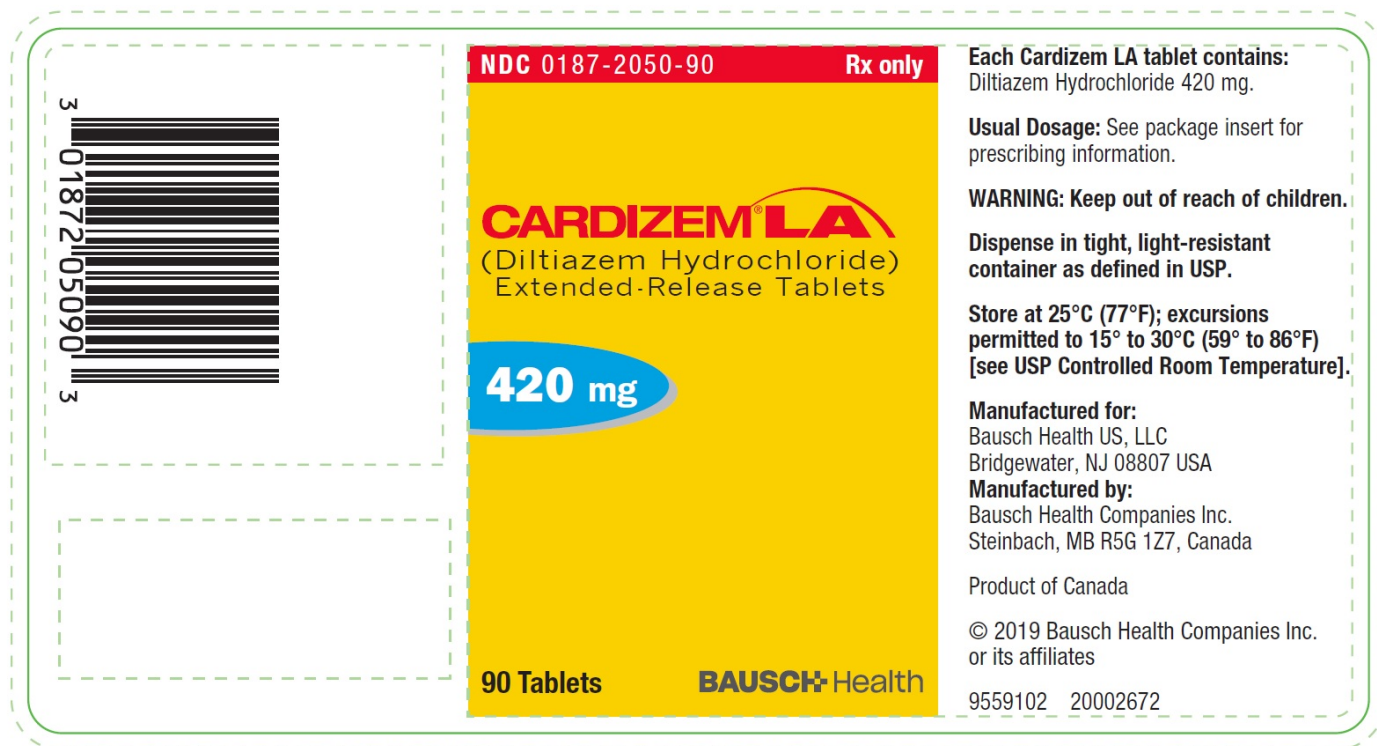 3
01872 05090
3
NDC 0187-2050-90 Rx only
CARDIZEM® LA
(Diltiazem Hydrochloride)
Extended-Release Tablets
420 mg
90 Tablets BAUSCH+Health
Each Cardizem LA tablet contains:
Diltiazem Hydrochloride 420 mg.
Usual Dosage: See package insert for
prescribing information.
WARNING: Keep out of reach of children.
Dispense in tight, light-resistant
container as defined in USP.
Store at 25°C (77°F); excursions
permitted to 15° to 30°C (59° to 86°F)
[see USP Controlled Room Temperature].
Manufactured for:
Bausch Health US, LLC
Bridgewater, NJ 08807 USA
Manufactured by:
Bausch Health Companies Inc.
Steinbach, MB R5G 1Z7, Canada
Product of Canada
© 2019 Bausch Health Companies Inc.
or its affiliates
9559102 20002672